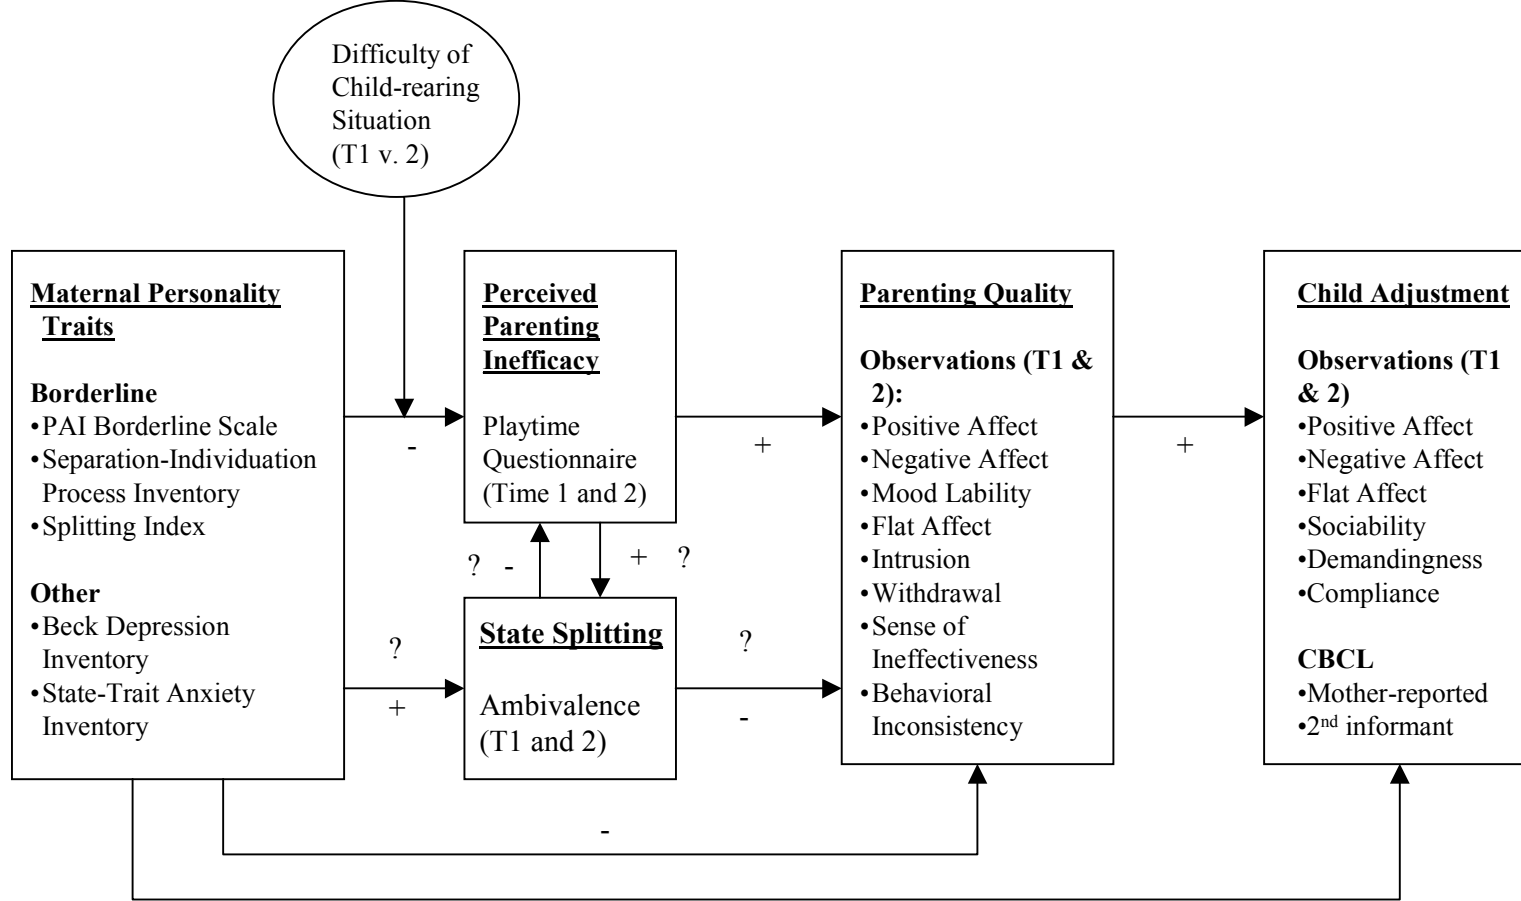 Difficulty of
Child-rearing
Situation
(T1 v. 2)
Maternal Personality
Traits
Borderline
•PAI Borderline Scale
•Separation-Individuation
Process Inventory
•Splitting Index
Other
•Beck Depression
Inventory
•State-Trait Anxiety
Inventory
-
?
+
Perceived
Parenting
Inefficacy
Playtime
Questionnaire
(Time 1 and 2)
? -
+ ?
State Splitting
Ambivalence
(T1 and 2)
+
?
-
Parenting Quality
Observations (T1 &
2):
•Positive Affect
•Negative Affect
•Mood Lability
•Flat Affect
•Intrusion
•Withdrawal
•Sense of
Ineffectiveness
•Behavioral
Inconsistency
+
Child Adjustment
Observations (T1
& 2)
•Positive Affect
•Negative Affect
•Flat Affect
•Sociability
•Demandingness
•Compliance
CBCL
•Mother-reported
•2nd informant
-